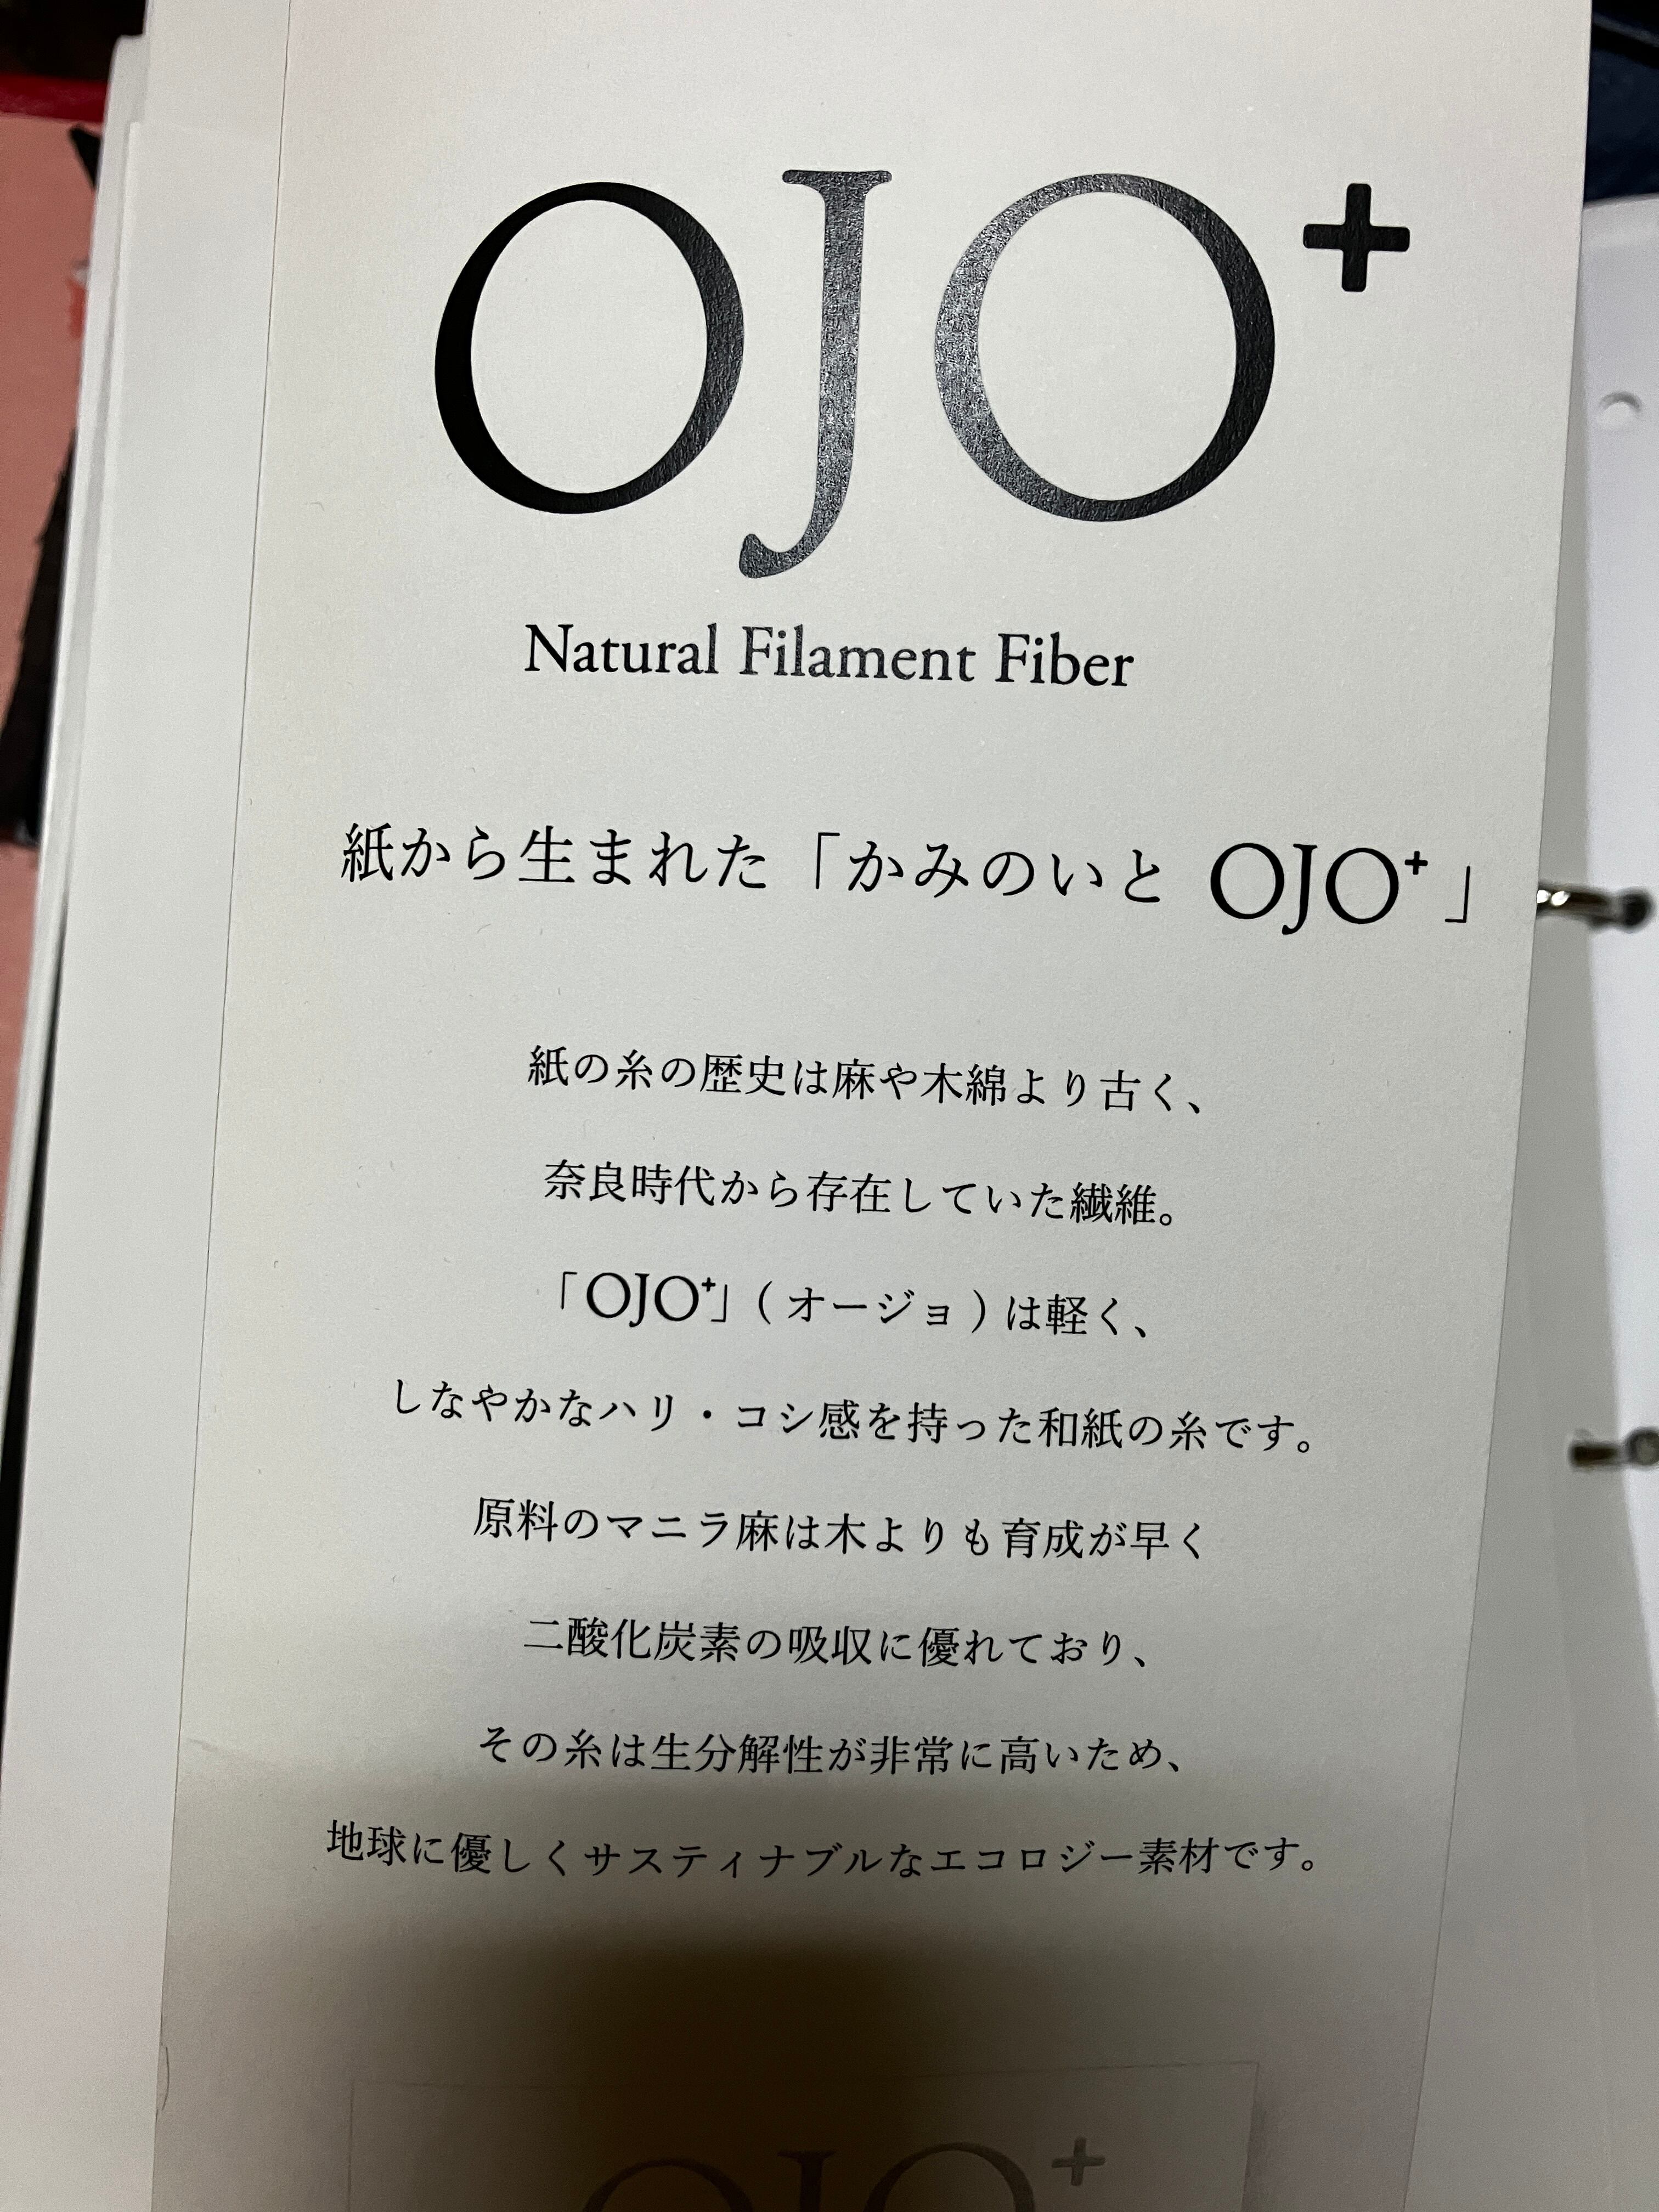 OJO+
Natural Filament Fiber
紙から生まれた「かみのいと OJO+」
紙の糸の歴史は麻や木綿より古く、
奈良時代から存在していた繊維。
「OJO+」( オージョ ) は軽く、
しなやかなハリ・コシ感を持った和紙の糸です。
原料のマニラ麻は木よりも育成が早く
二酸化炭素の吸収に優れており、
その糸は生分解性が非常に高いため、
地球に優しくサスティナブルなエコロジー素材です。
OJO+